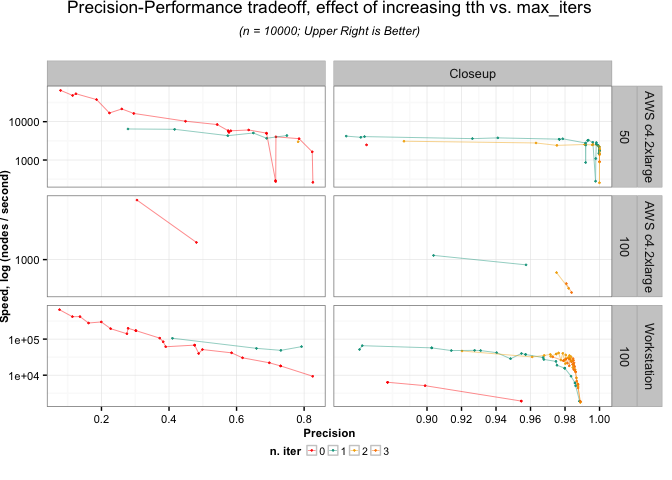 Precision-Performance tradeoff, effect of increasing tth vs. max_iters
(n = 10000; Upper Right is Better)
Closeup
10000
1000
50
AWS c4.2xlarge
1000
100
AWS c4.2xlarge
1e+05
1e+04
100
Workstation
Speed, log (nodes / second)
0.2 0.4 0.6 0.8 0.90 0.92 0.94 0.96 0.98 1.00
Precision
n. iter 0 1 2 3